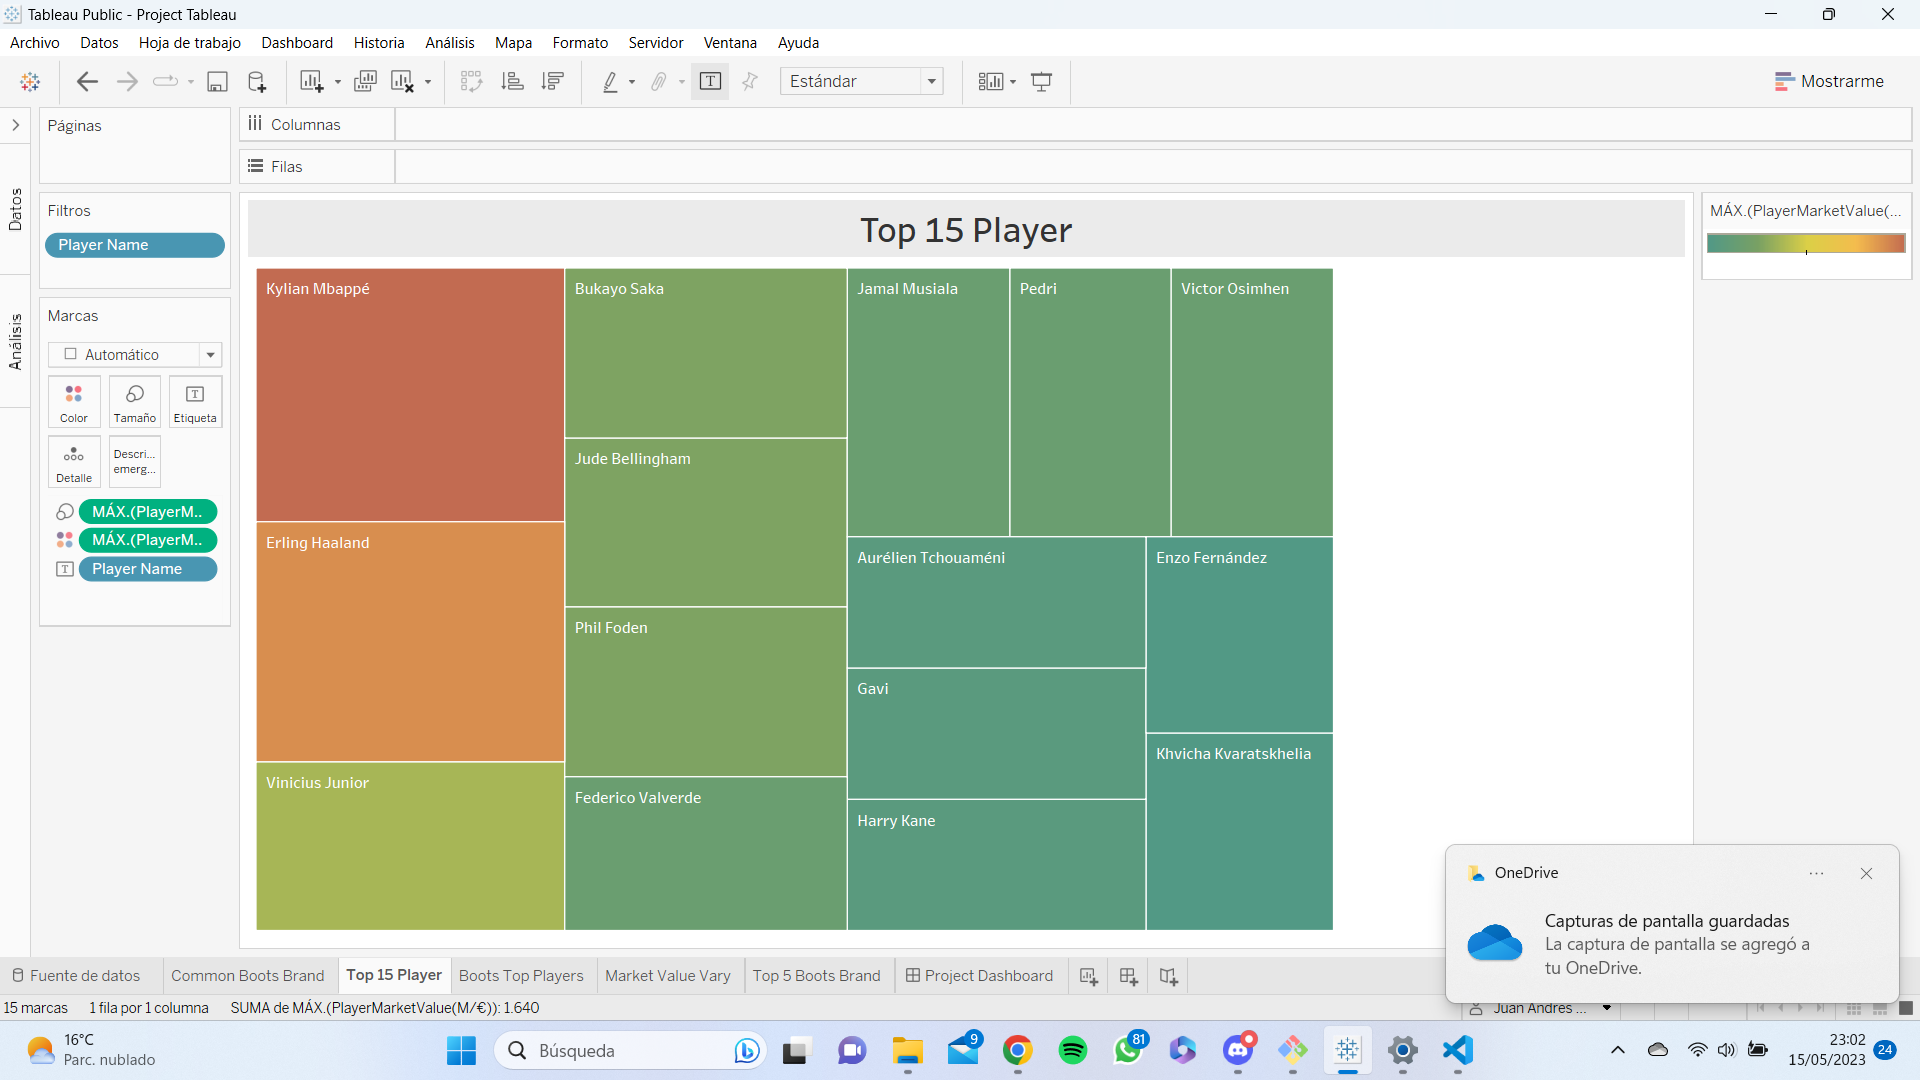 Tableau Public - Project Tableau
Archivo Datos Hoja de trabajo Dashboard Historia Análisis Mapa Formato Servidor Ventana Ayuda
Estándar
Mostrarme
Páginas
Columnas
Filas
Datos
Análisis
Filtros
Player Name
Marcas
Automático
Color Tamaño Etiqueta
Detalle
Descri...
emerg...
MÁX.(PlayerM..
MÁX.(PlayerM..
Player Name
Top 15 Player
MÁX.(PlayerMarketValue(...
Kylian Mbappé
Erling Haaland
Vinicius Junior
Bukayo Saka
Jude Bellingham
Phil Foden
Federico Valverde
Jamal Musiala
Pedri
Victor Osimhen
Aurélien Tchouaméni
Gavi
Harry Kane
Enzo Fernández
Khvicha Kvaratskhelia
OneDrive
Capturas de pantalla guardadas
La captura de pantalla se agregó a
tu OneDrive.
Fuente de datos Common Boots Brand Top 15 Player Boots Top Players Market Value Vary Top 5 Boots Brand Project Dashboard
15 marcas 1 fila por 1 columna SUMA de MÁX.(PlayerMarketValue(M/€)): 1.640
Juan Andres ...
16°C
Parc. nublado
Búsqueda
9
81
23:02
15/05/2023
24